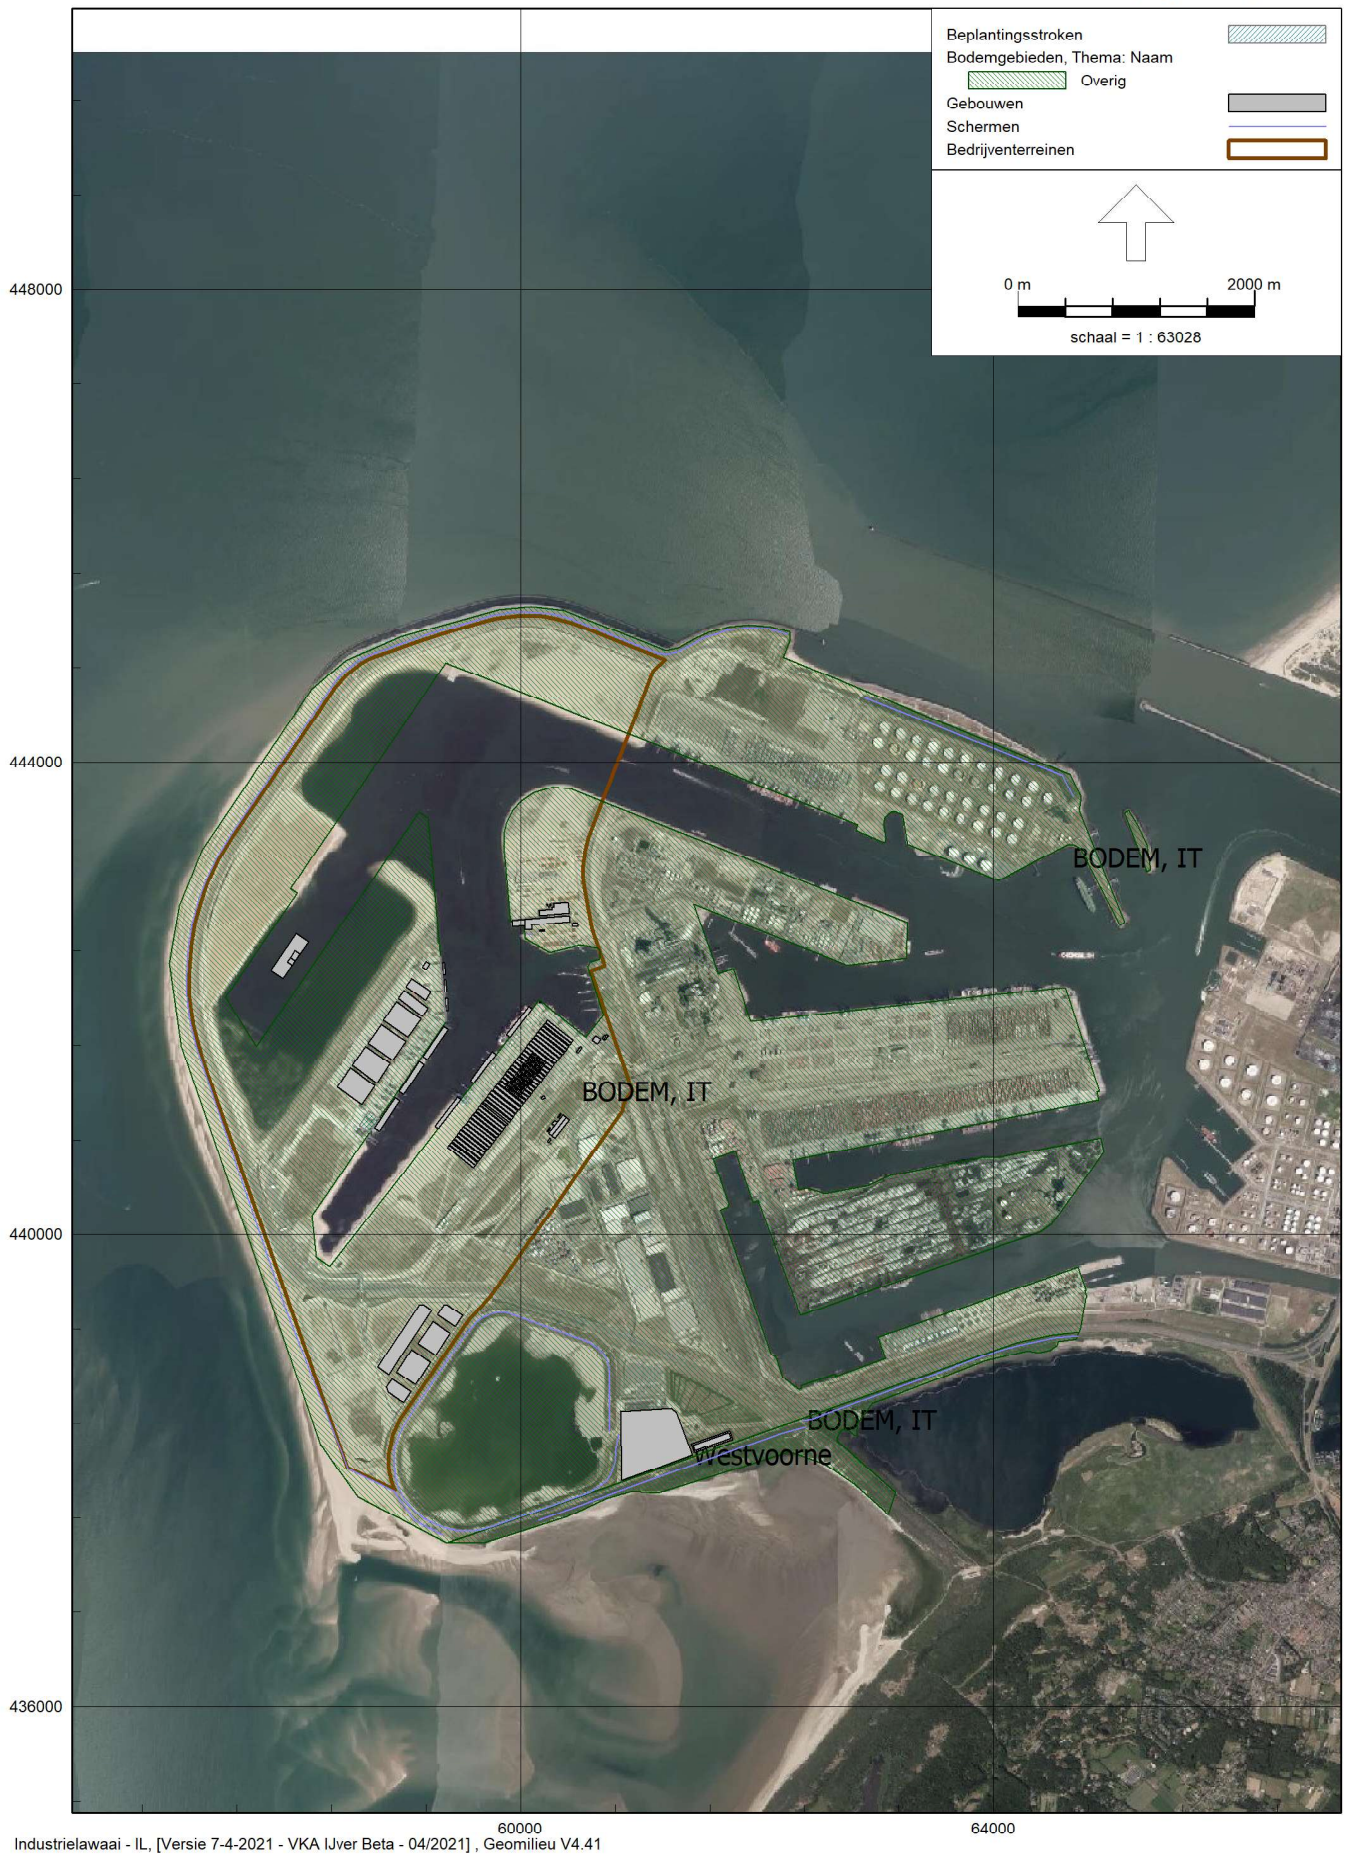 Beplantingsstroken
Bodemgebieden, Thema: Naam
Overig
Gebouwen
Schermen
Bedrijventerreinen
0 m 2000 m
schaal = 1 : 63028
448000
444000
BODEM, IT
BODEM, IT
440000
BODEM, IT
Westvoorne
436000
60000 64000
Industrielawaai - IL, [Versie 7-4-2021 - VKA IJver Beta - 04/2021] , Geomilieu V4.41